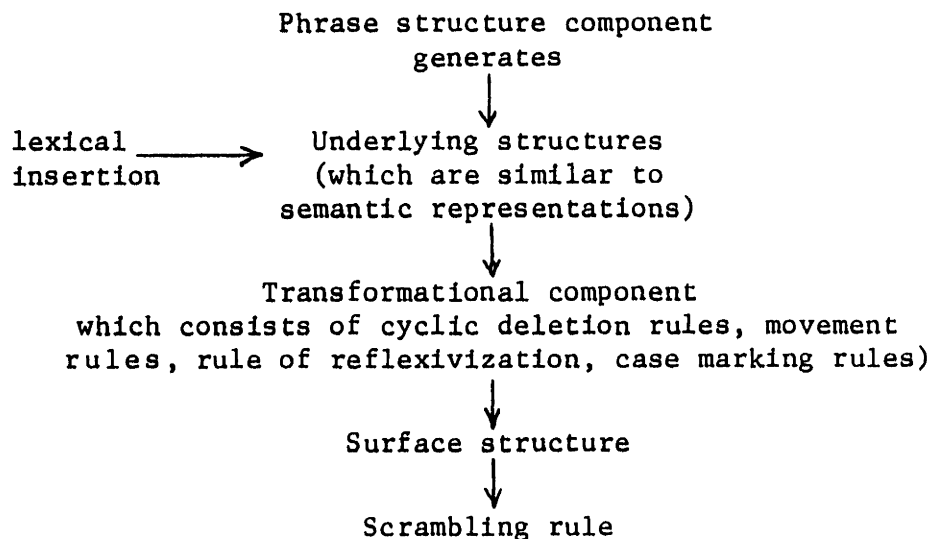 Phrase structure component
generates
lexical
insertion
Underlying structures
(which are similar to
semantic representations)
Transformational component
which consists of cyclic deletion rules, movement
rules, rule of reflexivization, case marking rules)
Surface structure
Scrambling rule